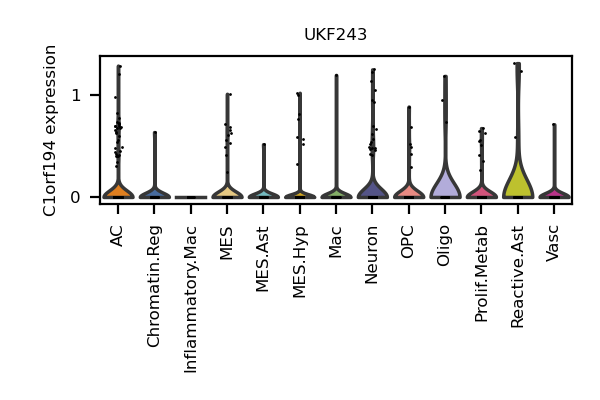 UKF243
C1orf194 expression
1
0
AC
Chromatin.Reg
Inflammatory.Mac
MES
MES.Ast
MES.Hyp
Mac
Neuron
OPC
Oligo
Prolif.Metab
Reactive.Ast
Vasc